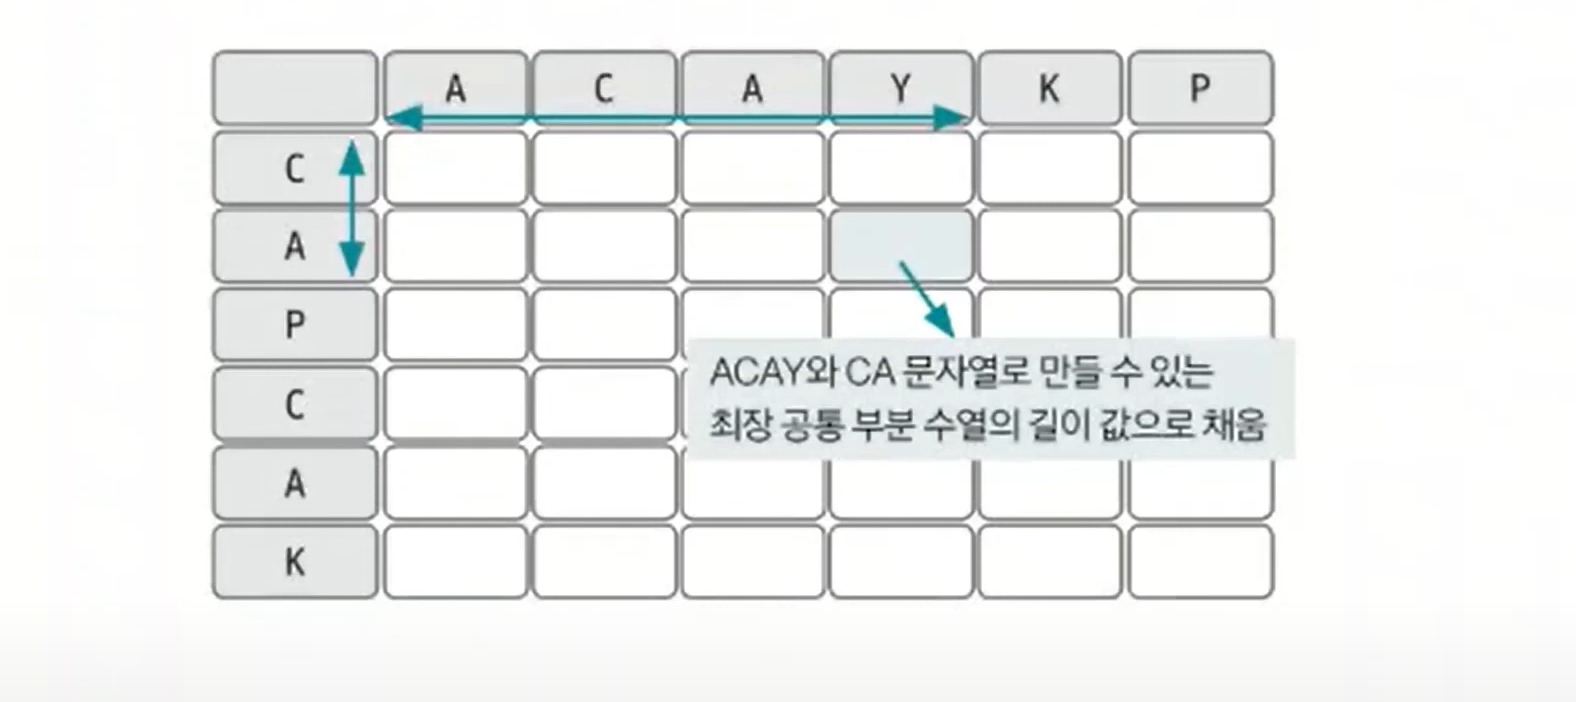 A C A Y K P
C
A
P
ACAY와 CA 문자열로 만들 수 있는
C
최장 공통 부분 수열의 길이 값으로 채움
A
K